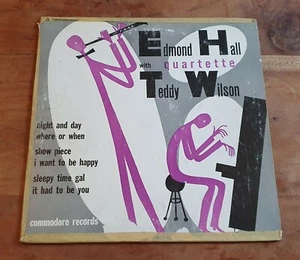 Edmond Hall
with quartette
Teddy Wilson
night and day
where or when
show piece
i want to be happy
sleepy time gal
it had to be you
commodore records